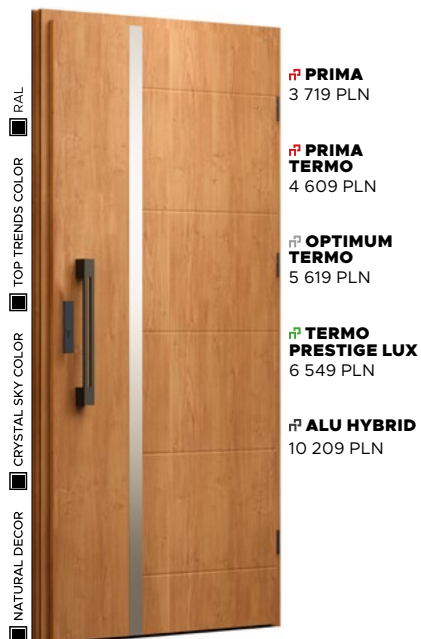 RAL
TOP TRENDS COLOR
CRYSTAL SKY COLOR
NATURAL DECOR
PRIMA
3 719 PLN
PRIMA
TERMO
4 609 PLN
OPTIMUM
TERMO
5 619 PLN
TERMO
PRESTIGE LUX
6 549 PLN
ALU HYBRID
10 209 PLN